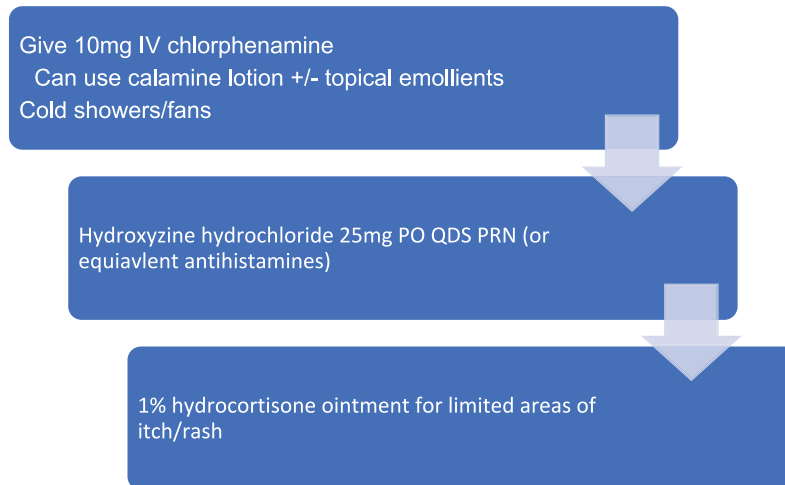 Give 10mg IV chlorphenamine
Can use calamine lotion +/- topical emollients
Cold showers/fans
Hydroxyzine hydrochloride 25mg PO QDS PRN (or
equiavlent antihistamines)
1% hydrocortisone ointment for limited areas of
itch/rash